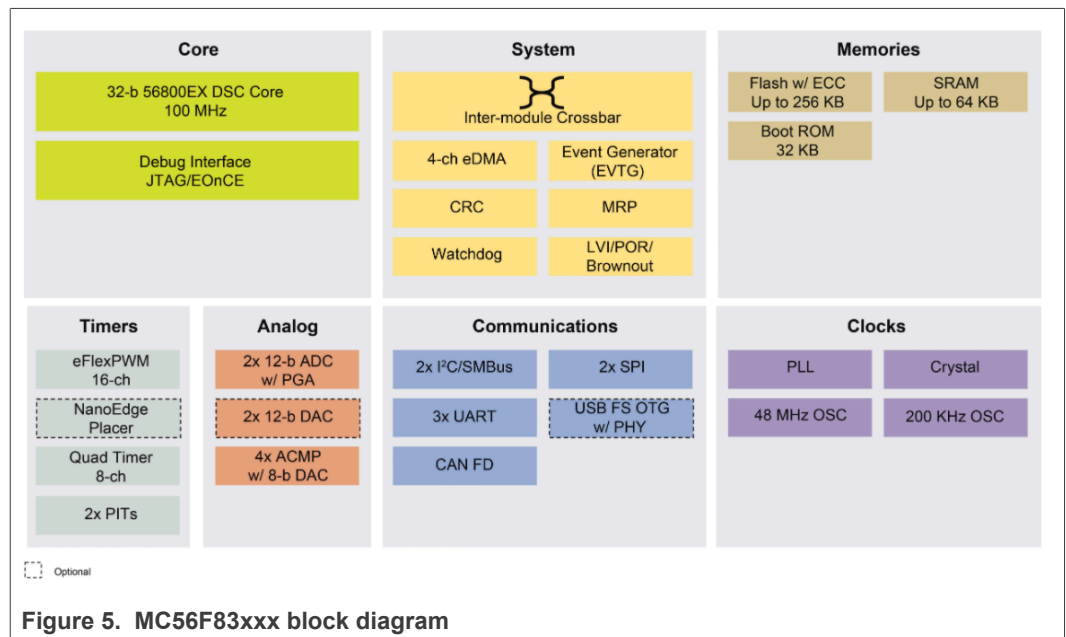 Core
32-b 56800EX DSC Core
100 MHz
Debug Interface
JTAG/EOnCE
System
Inter-module Crossbar
4-ch eDMA
Event Generator
(EVTG)
CRC
MRP
Watchdog
LVI/POR/
Brownout
Memories
Flash w/ ECC
Up to 256 KB
SRAM
Up to 64 KB
Boot ROM
32 KB
Timers
eFlexPWM
16-ch
NanoEdge
Placer
Quad Timer
8-ch
2x PITs
Analog
2x 12-b ADC
w/ PGA
2x 12-b DAC
4x ACMP
w/ 8-b DAC
Communications
2x I²C/SMBus
2x SPI
3x UART
USB FS OTG
w/ PHY
CAN FD
Clocks
PLL
Crystal
48 MHz OSC
200 KHz OSC
Optional
Figure 5. MC56F83xxx block diagram